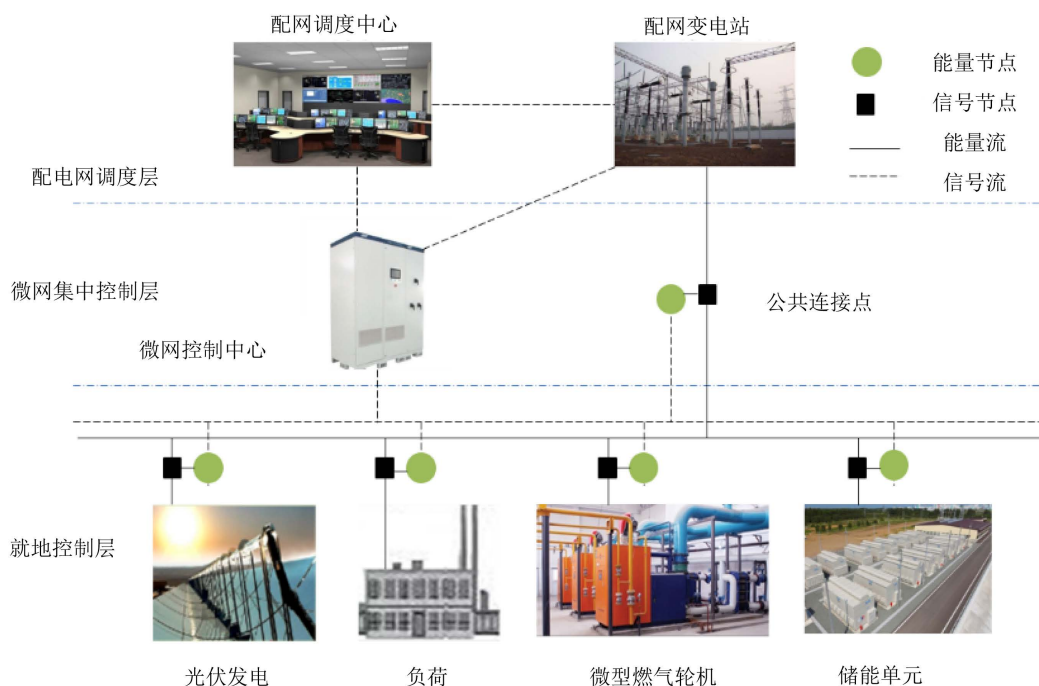 配网调度中心
配网变电站
能量节点
信号节点
能量流
信号流
配电网调度层
微网集中控制层
公共连接点
微网控制中心
就地控制层
光伏发电
负荷
微型燃气轮机
储能单元